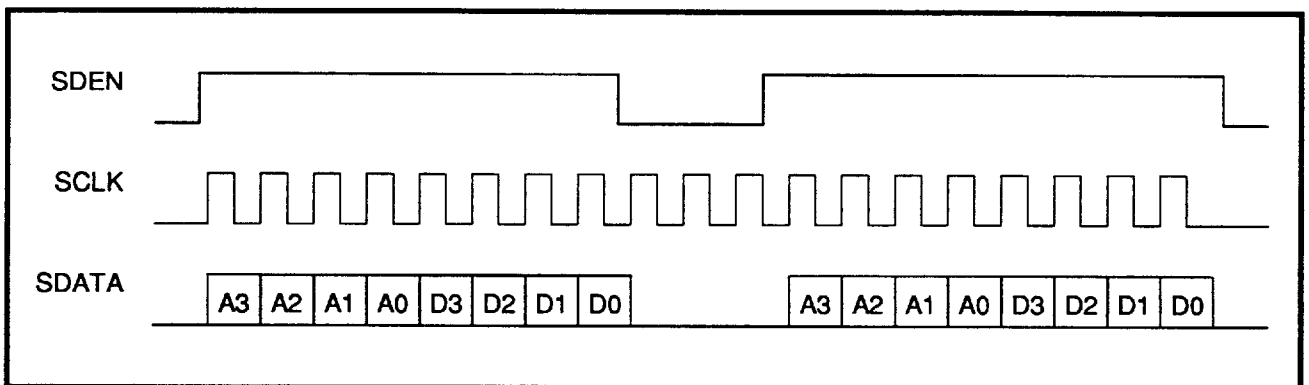 SDEN
SCLK
SDATA
A3 A2 A1 A0 D3 D2 D1 D0 A3 A2 A1 A0 D3 D2 D1 D0